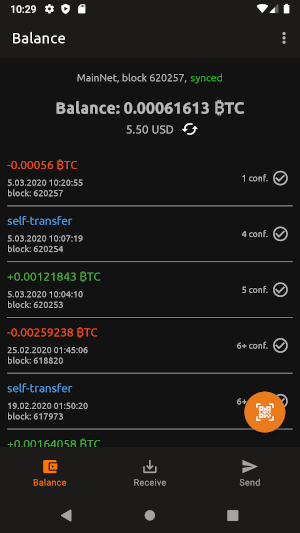 10:29
Balance
MainNet, block 620257, synced
Balance: 0.00061613 ₿TC
5.50 USD
-0.00056 ₿TC
5.03.2020 10:20:55
block: 620257
1 conf.
self-transfer
5.03.2020 10:07:19
block: 620254
4 conf.
+0.00121843 ₿TC
5.03.2020 10:04:10
block: 620253
5 conf.
-0.00259238 ₿TC
25.02.2020 01:45:06
block: 618820
6+ conf.
self-transfer
19.02.2020 01:50:20
block: 617973
6+
+0.00164058 ₿TC
Balance
Receive
Send